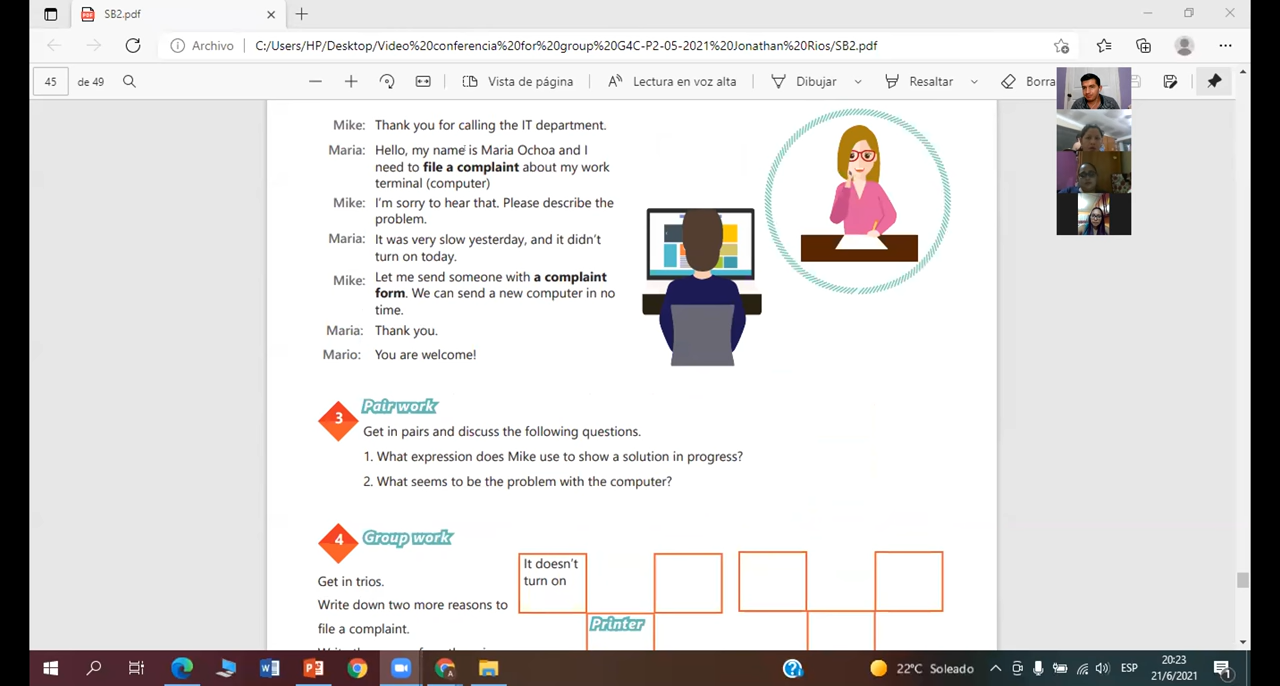 SB2.pdf
Archivo
C:/Users/HP/Desktop/Video%20conferencia%20for%20group%20G4C-P2-05-2021%20Jonathan%20Rios/SB2.pdf
45 de 49
Vista de página
Lectura en voz alta
Dibujar
Resaltar
Borra
Mike: Thank you for calling the IT department.
Maria: Hello, my name is Maria Ochoa and I
need to file a complaint about my work
terminal (computer)
Mike: I'm sorry to hear that. Please describe the
problem.
Maria: It was very slow yesterday, and it didn't
turn on today.
Mike: Let me send someone with a complaint
form. We can send a new computer in no
time.
Maria: Thank you.
Mario: You are welcome!
3 Pair work
Get in pairs and discuss the following questions.
1. What expression does Mike use to show a solution in progress?
2. What seems to be the problem with the computer?
4 Group work
It doesn't
turn on
Get in trios.
Write down two more reasons to
file a complaint.
Printer
22°C Soleado
ESP
20:23
21/6/2021